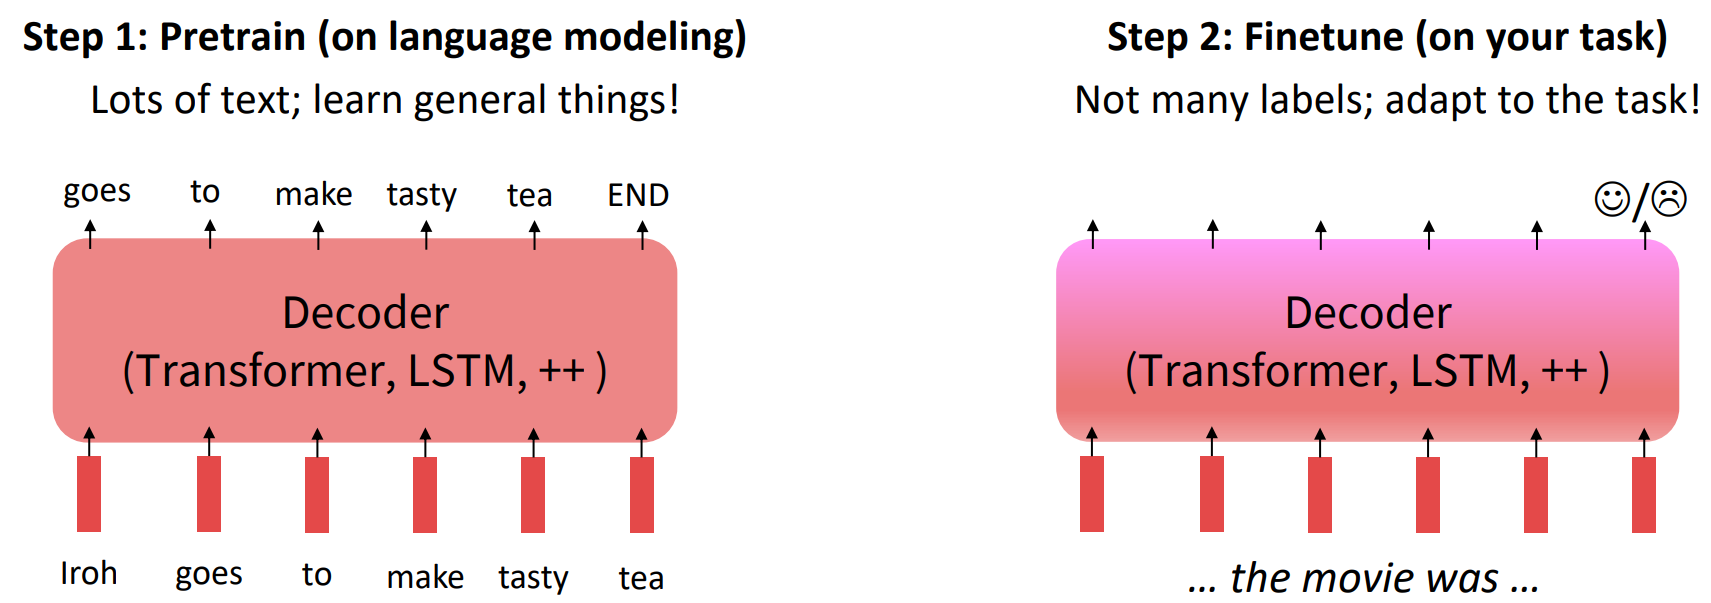 Step 1: Pretrain (on language modeling)
Lots of text; learn general things!
goes to make tasty tea END
Decoder
(Transformer, LSTM, ++ )
Iroh goes to make tasty tea
Step 2: Finetune (on your task)
Not many labels; adapt to the task!
☺/☹
Decoder
(Transformer, LSTM, ++ )
... the movie was ...